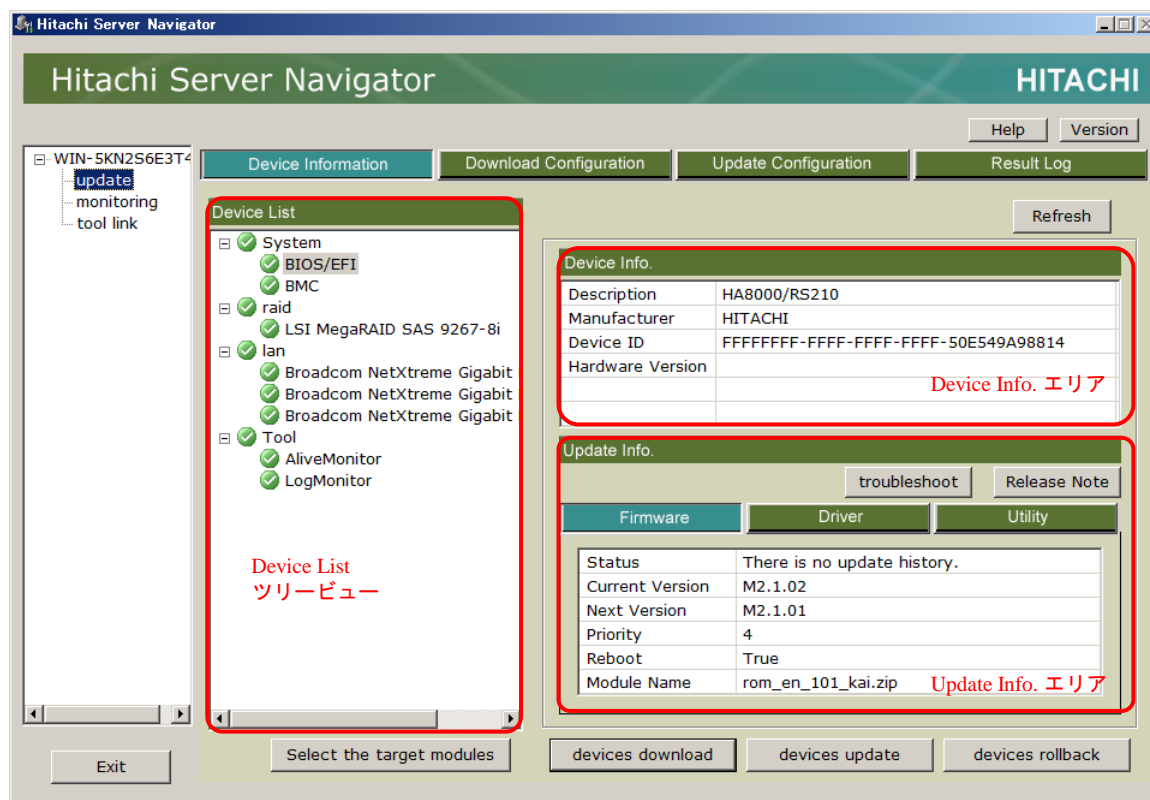 Hitachi Server Navigator
Hitachi Server Navigator
HITACHI
Help
Version
WIN-5KN2S6E3T4
update
monitoring
tool link
Device Information
Download Configuration
Update Configuration
Result Log
Device List
System
BIOS/EFI
BMC
raid
LSI MegaRAID SAS 9267-8i
lan
Broadcom NetXtreme Gigabit
Broadcom NetXtreme Gigabit
Broadcom NetXtreme Gigabit
Tool
AliveMonitor
LogMonitor
Device List
ツリービュー
Refresh
Device Info.
Description HA8000/RS210
Manufacturer HITACHI
Device ID FFFFFFFF-FFFF-FFFF-FFFF-50E549A98814
Hardware Version
Device Info. エリア
Update Info.
troubleshoot
Release Note
Firmware
Driver
Utility
Status There is no update history.
Current Version M2.1.02
Next Version M2.1.01
Priority 4
Reboot True
Module Name rom_en_101_kai.zip
Update Info. エリア
Exit
Select the target modules
devices download
devices update
devices rollback